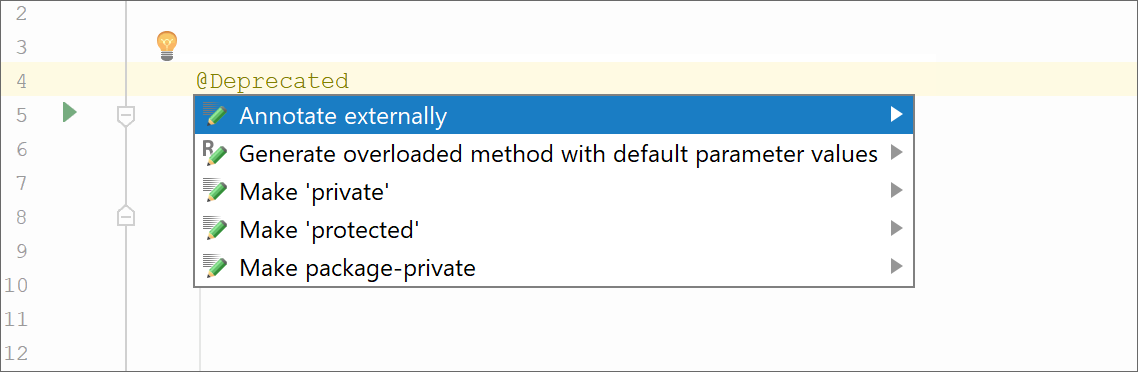 2
3
4 @Deprecated
5 Annotate externally
6 R Generate overloaded method with default parameter values
7 Make 'private'
8 Make 'protected'
9 Make package-private
10
11
12